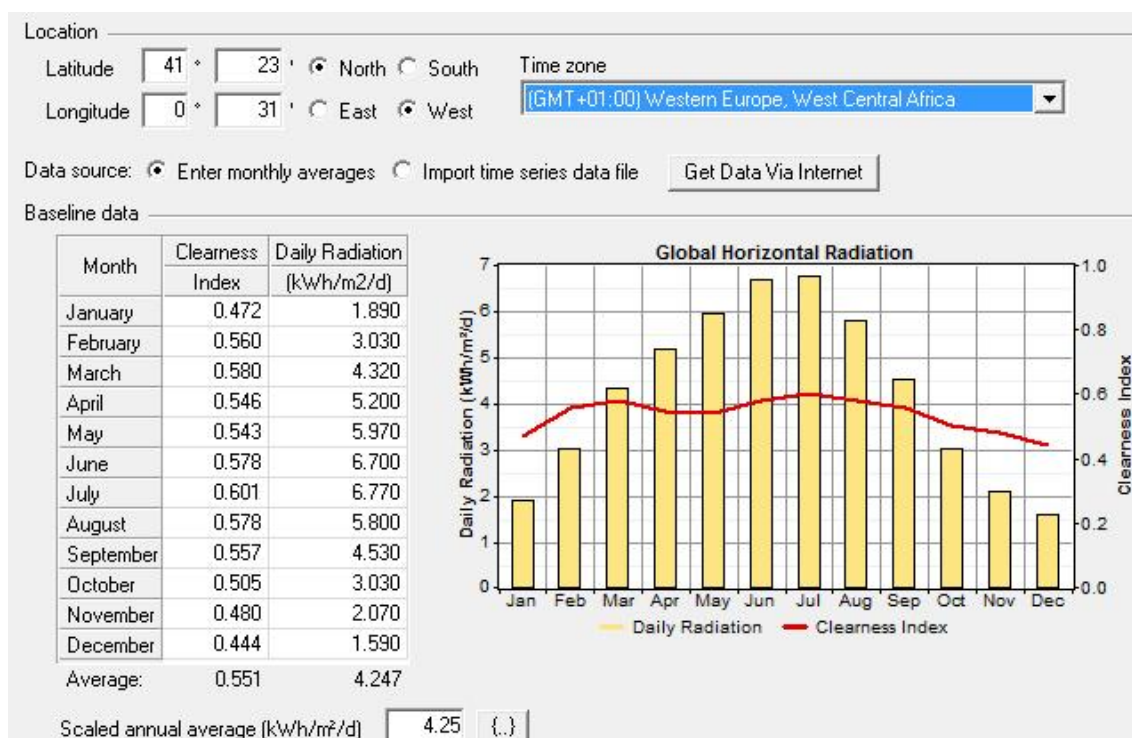 Location
Latitude 41 ° 23 ' North South Time zone
Longitude 0 ° 31 ' East West (GMT+01:00) Western Europe, West Central Africa
Data source: Enter monthly averages Import time series data file Get Data Via Internet
Baseline data
Month Clearness Index Daily Radiation (kWh/m2/d)
January 0.472 1.890
February 0.560 3.030
March 0.580 4.320
April 0.546 5.200
May 0.543 5.970
June 0.578 6.700
July 0.601 6.770
August 0.578 5.800
September 0.557 4.530
October 0.505 3.030
November 0.480 2.070
December 0.444 1.590
Average: 0.551 4.247
Scaled annual average (kWh/m²/d) 4.25 {..}
Global Horizontal Radiation
Daily Radiation (kWh/m²/d)
7
6
5
4
3
2
1
0
Jan Feb Mar Apr May Jun Jul Aug Sep Oct Nov Dec
1.0
0.8
0.6
0.4
0.2
0.0
Clearness Index
Daily Radiation Clearness Index